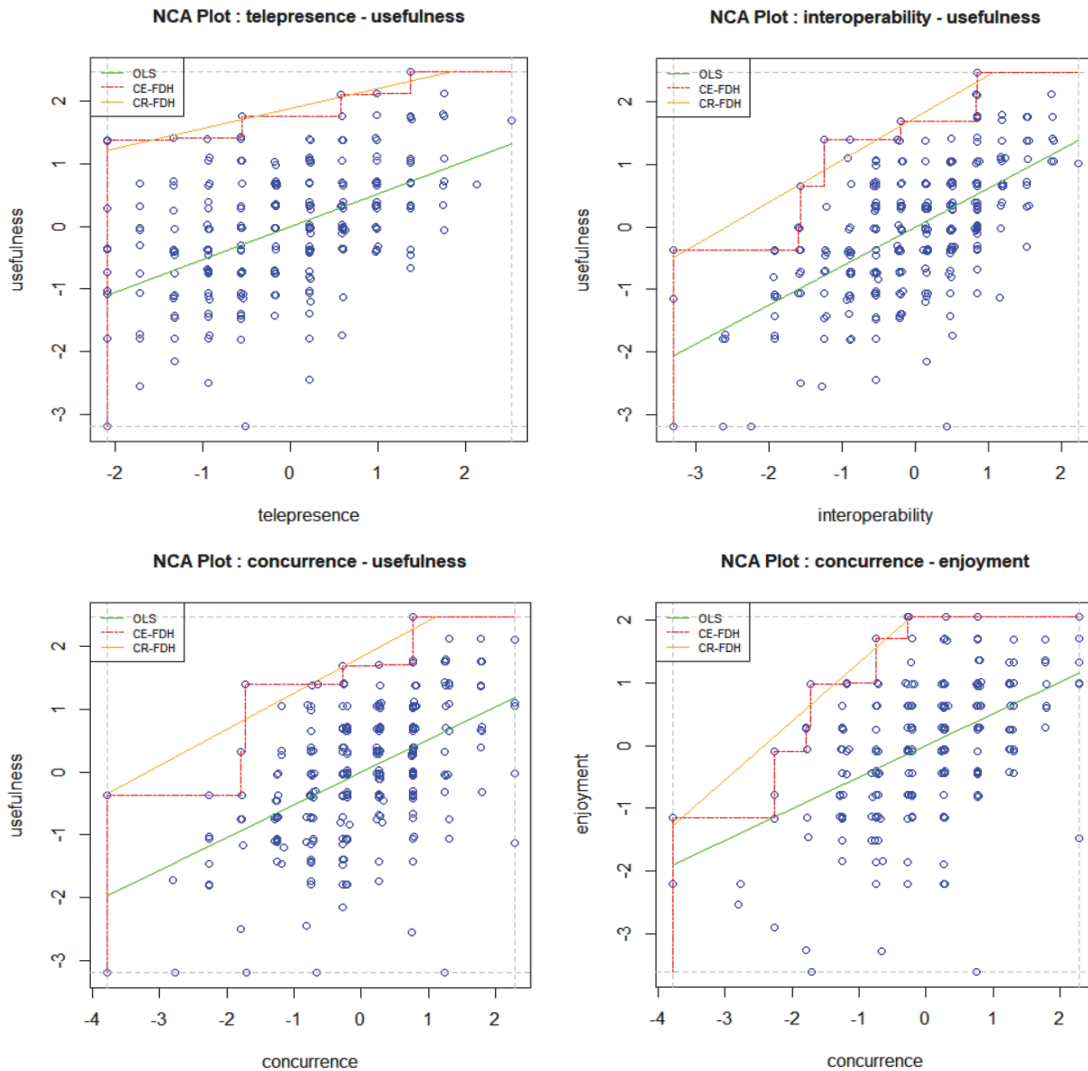 NCA Plot : telepresence - usefulness
OLS
CE-FDH
CR-FDH
usefulness
2
1
0
-1
-2
-3
-2
-1
0
1
2
telepresence
NCA Plot : interoperability - usefulness
OLS
CE-FDH
CR-FDH
usefulness
2
1
0
-1
-2
-3
-3
-2
-1
0
1
2
interoperability
NCA Plot : concurrence - usefulness
OLS
CE-FDH
CR-FDH
usefulness
2
1
0
-1
-2
-3
-4
-3
-2
-1
0
1
2
concurrence
NCA Plot : concurrence - enjoyment
OLS
CE-FDH
CR-FDH
enjoyment
2
1
0
-1
-2
-3
-4
-3
-2
-1
0
1
2
concurrence